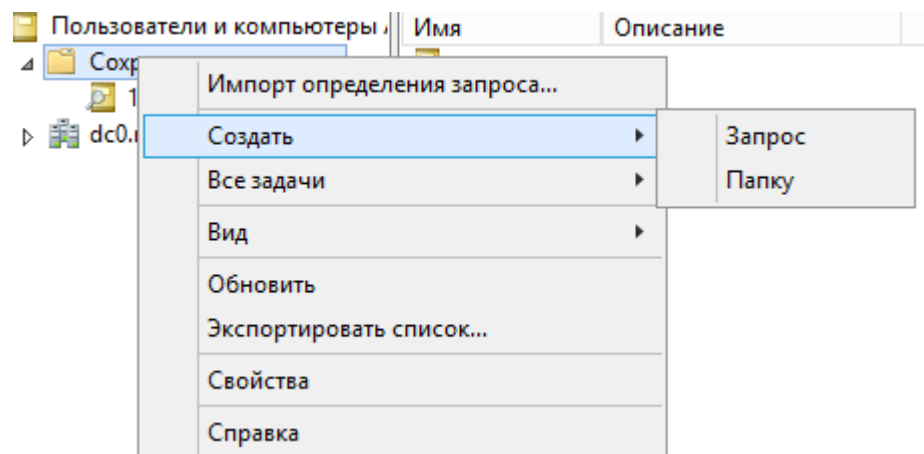 Пользователи и компьютеры
Имя
Описание
Сохр
1
dc0.
Импорт определения запроса...
Создать
Все задачи
Вид
Обновить
Экспортировать список...
Свойства
Справка
Запрос
Папку